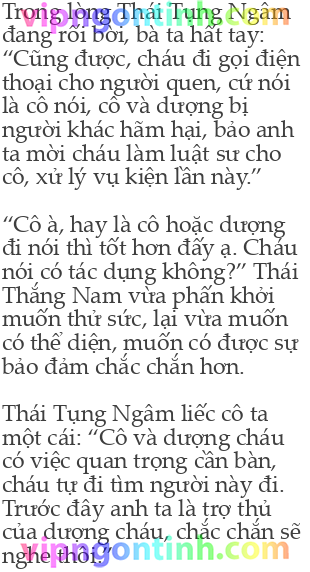 Trong lòng Thái Tụng Ngâm
đang rối bời, bà ta hất tay:
“Cũng được, cháu đi gọi điện
thoại cho người quen, cứ nói
là cô nói, cô và dượng bị
người khác hãm hại, bảo anh
ta mời cháu làm luật sư cho
cô, xử lý vụ kiện lần này.”
“Cô à, hay là cô hoặc dượng
đi nói thì tốt hơn đấy ạ. Cháu
nói có tác dụng không?” Thái
Thắng Nam vừa phấn khởi
muốn thử sức, lại vừa muốn
có thể diện, muốn có được sự
bảo đảm chắc chắn hơn.
Thái Tụng Ngâm liếc cô ta
một cái: “Cô và dượng cháu
có việc quan trọng cần bàn,
cháu tự đi tìm người này đi.
Trước đây anh ta là trợ thủ
của dượng cháu, chắc chắn sẽ
nghe thôi.”
vipngontinh.com
vipngontinh.com